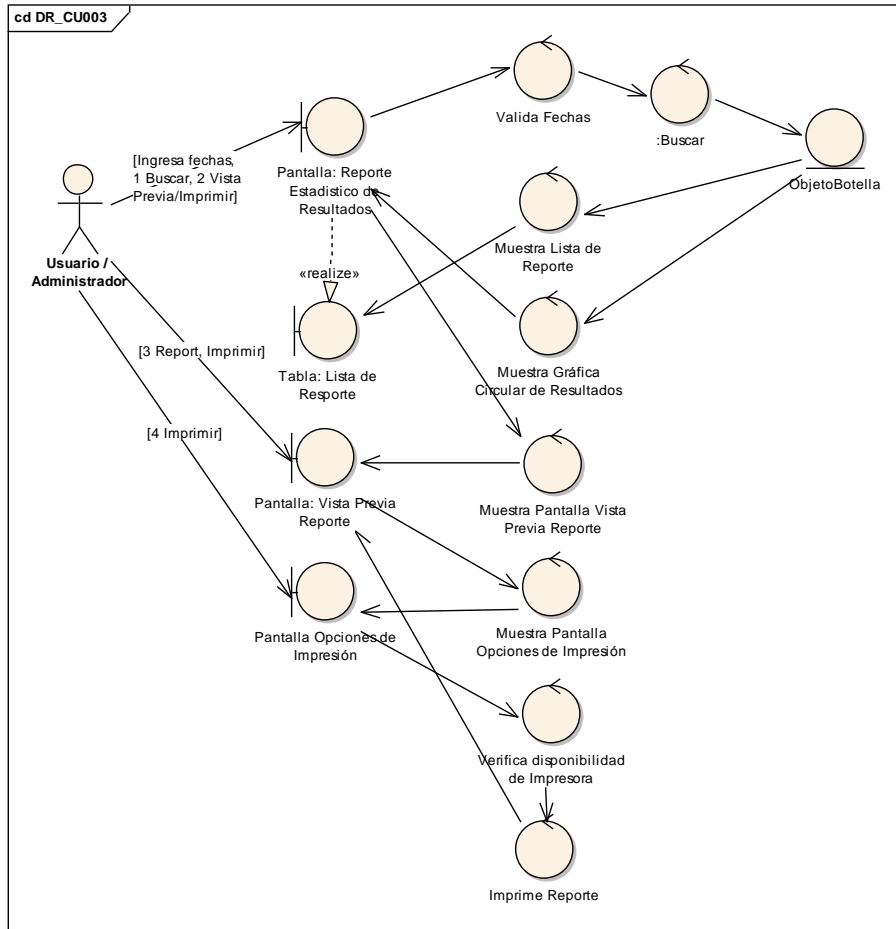 cd DR_CU003
Valida Fechas
:Buscar
ObjetoBotella
[Ingresa fechas,
1 Buscar, 2 Vista
Previa/Imprimir]
Pantalla: Reporte
Estadistico de
Resultados
Usuario /
Administrador
«realize»
Muestra Lista de
Reporte
Tabla: Lista de
Resporte
Muestra Gráfica
Circular de Resultados
[3 Report, Imprimir]
[4 Imprimir]
Pantalla: Vista Previa
Reporte
Muestra Pantalla Vista
Previa Reporte
Pantalla Opciones de
Impresión
Muestra Pantalla
Opciones de Impresión
Verifica disponibilidad
de Impresora
Imprime Reporte